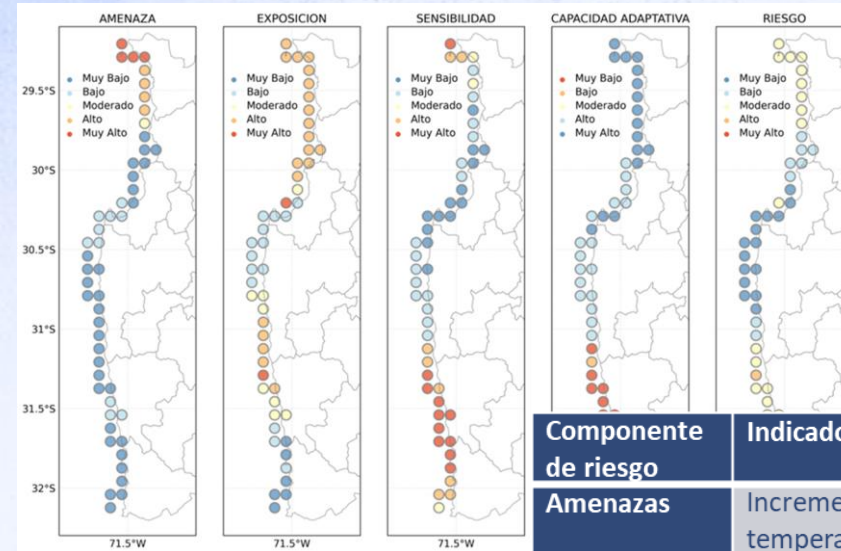 AMENAZA
EXPOSICION
SENSIBILIDAD
CAPACIDAD ADAPTATIVA
RIESGO
29.5°S
30°S
30.5°S
31°S
31.5°S
32°S
Muy Bajo
Bajo
Moderado
Alto
Muy Alto
Muy Bajo
Bajo
Moderado
Alto
Muy Alto
Muy Bajo
Bajo
Moderado
Alto
Muy Alto
Muy Bajo
Bajo
Moderado
Alto
Muy Alto
Muy Bajo
Bajo
Moderado
Alto
Muy Alto
71.5°W
71.5°W
71.5°W
Componente
de riesgo
Amenazas